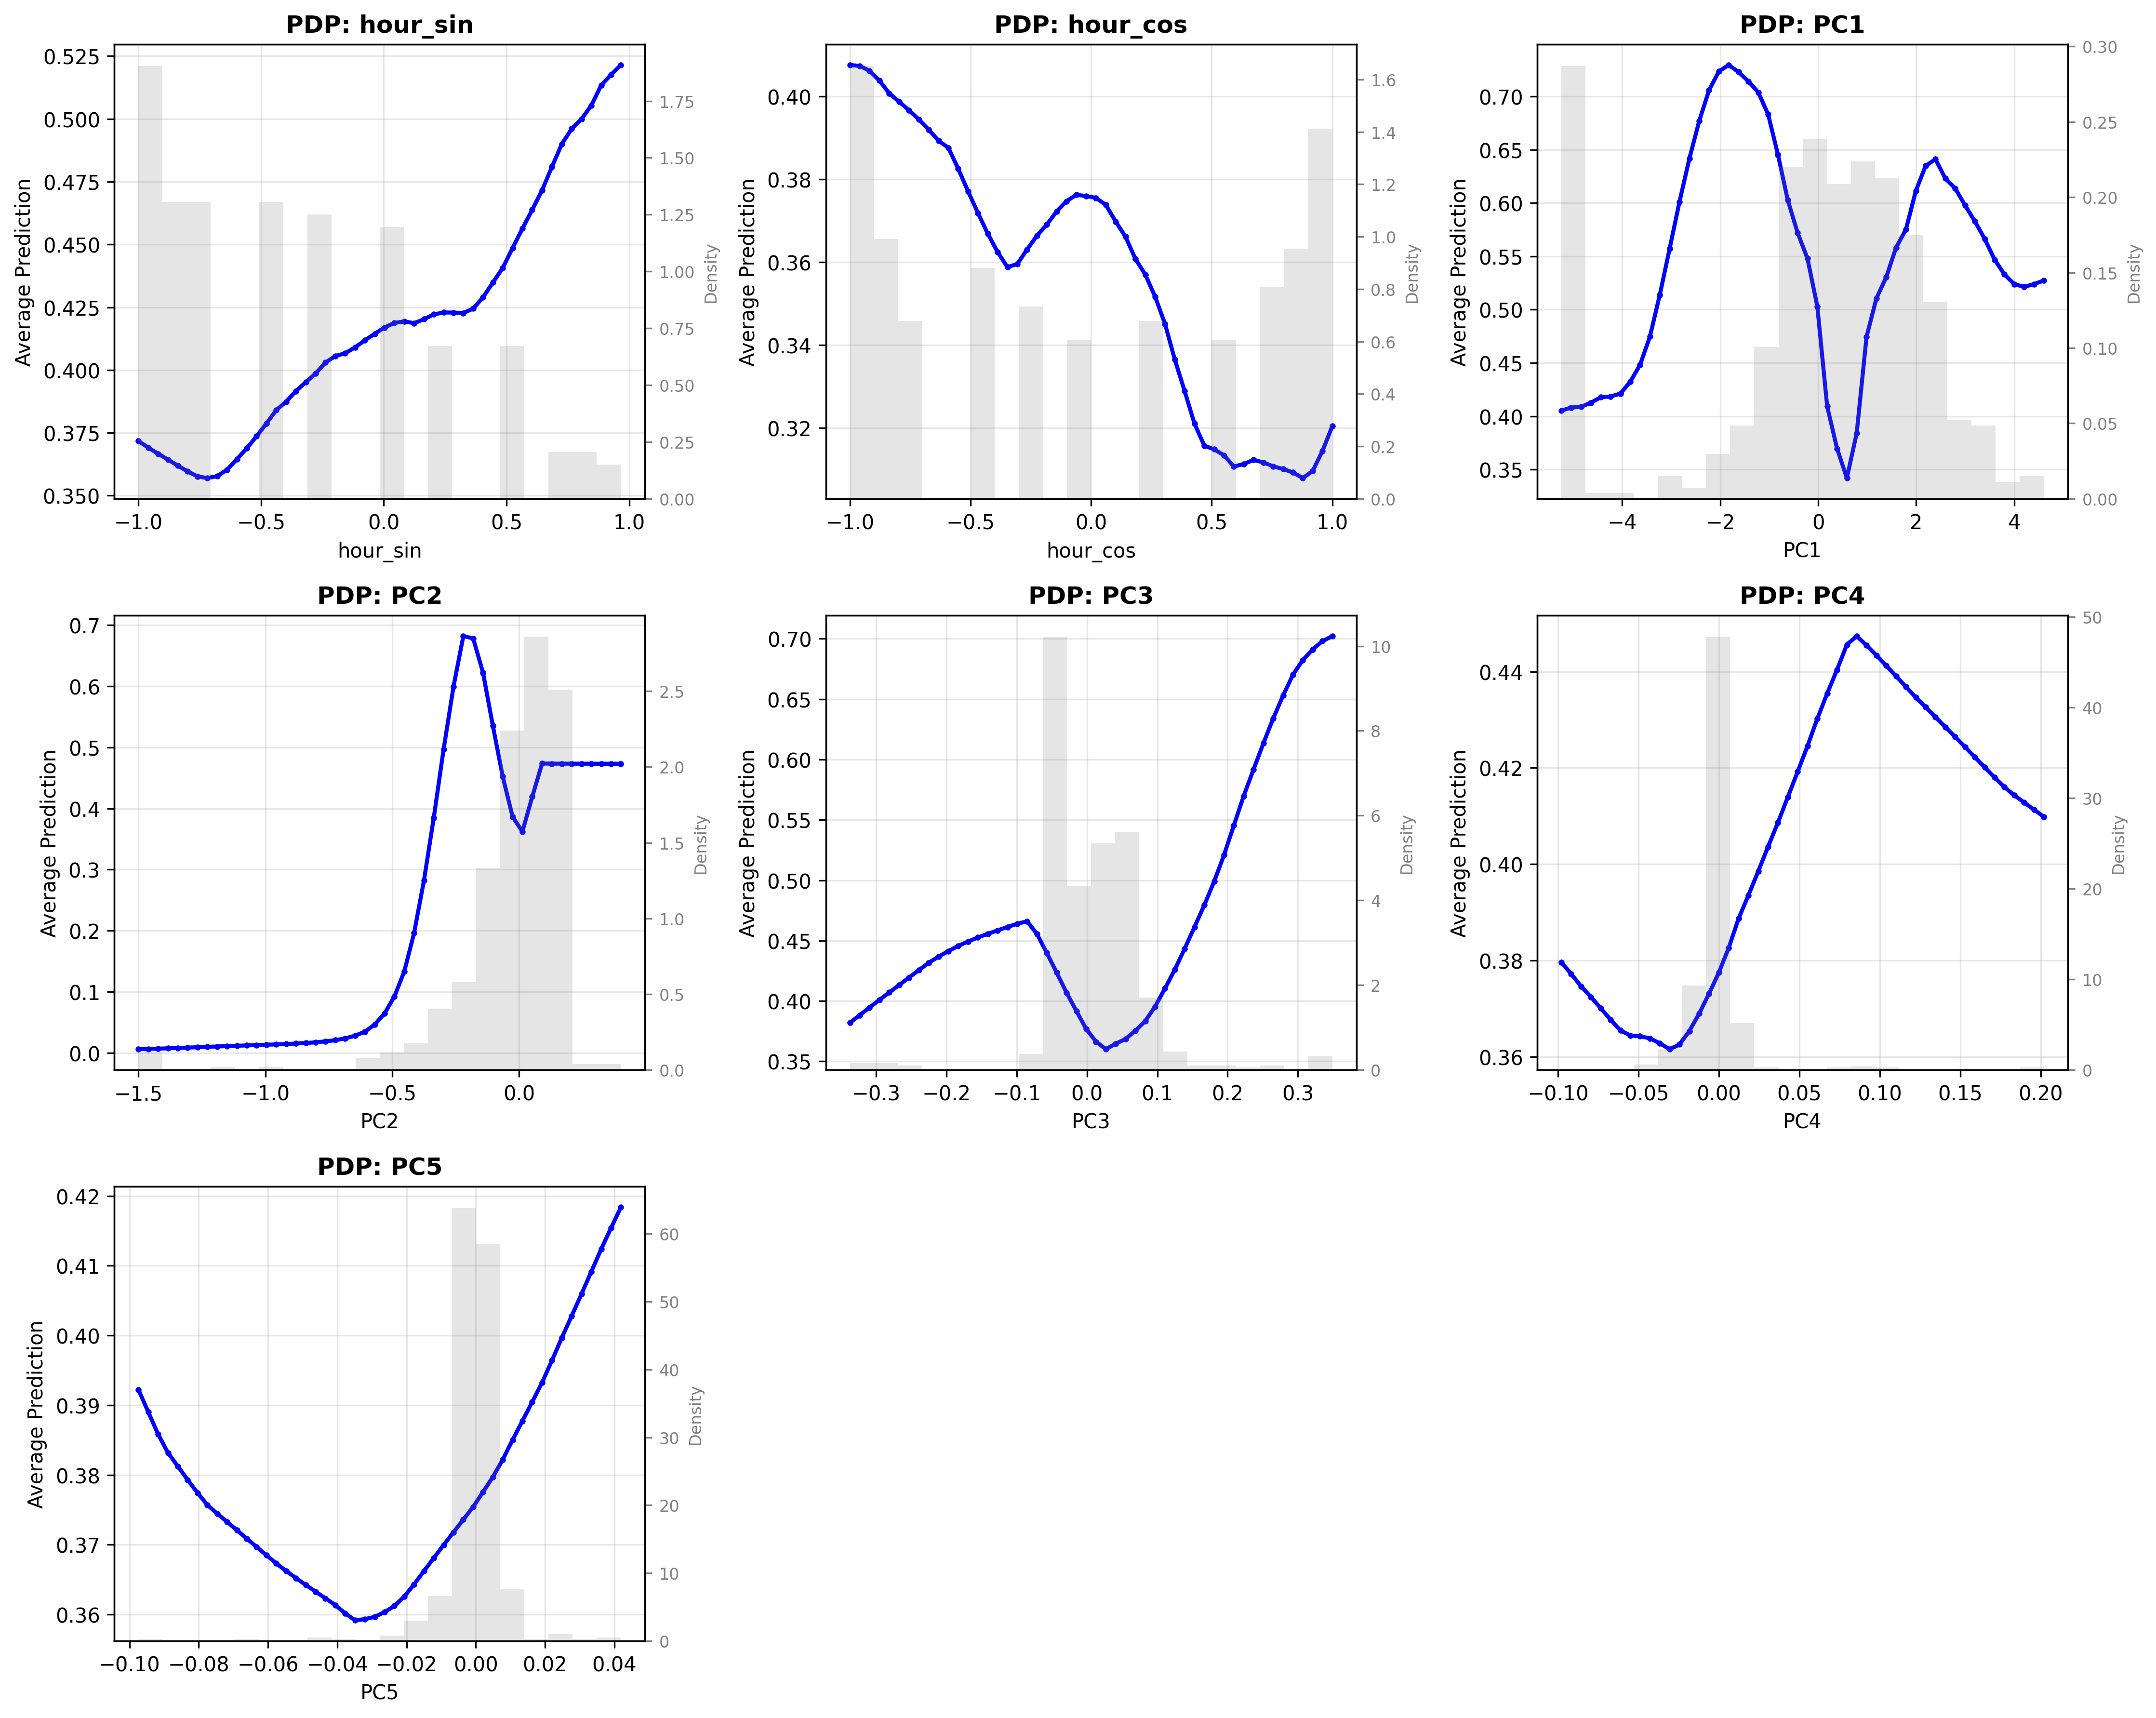 PDP: hour_sin
0.525
0.500
0.475
0.450
0.425
0.400
0.375
0.350
Average Prediction
−1.0 −0.5 0.0 0.5 1.0
hour_sin
1.75
1.50
1.25
1.00
0.75
0.50
0.25
0.00
Density
PDP: hour_cos
0.40
0.38
0.36
0.34
0.32
Average Prediction
−1.0 −0.5 0.0 0.5 1.0
hour_cos
1.6
1.4
1.2
1.0
0.8
0.6
0.4
0.2
0.0
Density
PDP: PC1
0.70
0.65
0.60
0.55
0.50
0.45
0.40
0.35
Average Prediction
−4 −2 0 2 4
PC1
0.30
0.25
0.20
0.15
0.10
0.05
0.00
Density
PDP: PC2
0.7
0.6
0.5
0.4
0.3
0.2
0.1
0.0
Average Prediction
−1.5 −1.0 −0.5 0.0
PC2
2.5
2.0
1.5
1.0
0.5
0.0
Density
PDP: PC3
0.70
0.65
0.60
0.55
0.50
0.45
0.40
0.35
Average Prediction
−0.3 −0.2 −0.1 0.0 0.1 0.2 0.3
PC3
10
8
6
4
2
0
Density
PDP: PC4
0.44
0.42
0.40
0.38
0.36
Average Prediction
−0.10 −0.05 0.00 0.05 0.10 0.15 0.20
PC4
50
40
30
20
10
0
Density
PDP: PC5
0.42
0.41
0.40
0.39
0.38
0.37
0.36
Average Prediction
−0.10 −0.08 −0.06 −0.04 −0.02 0.00 0.02 0.04
PC5
60
50
40
30
20
10
0
Density